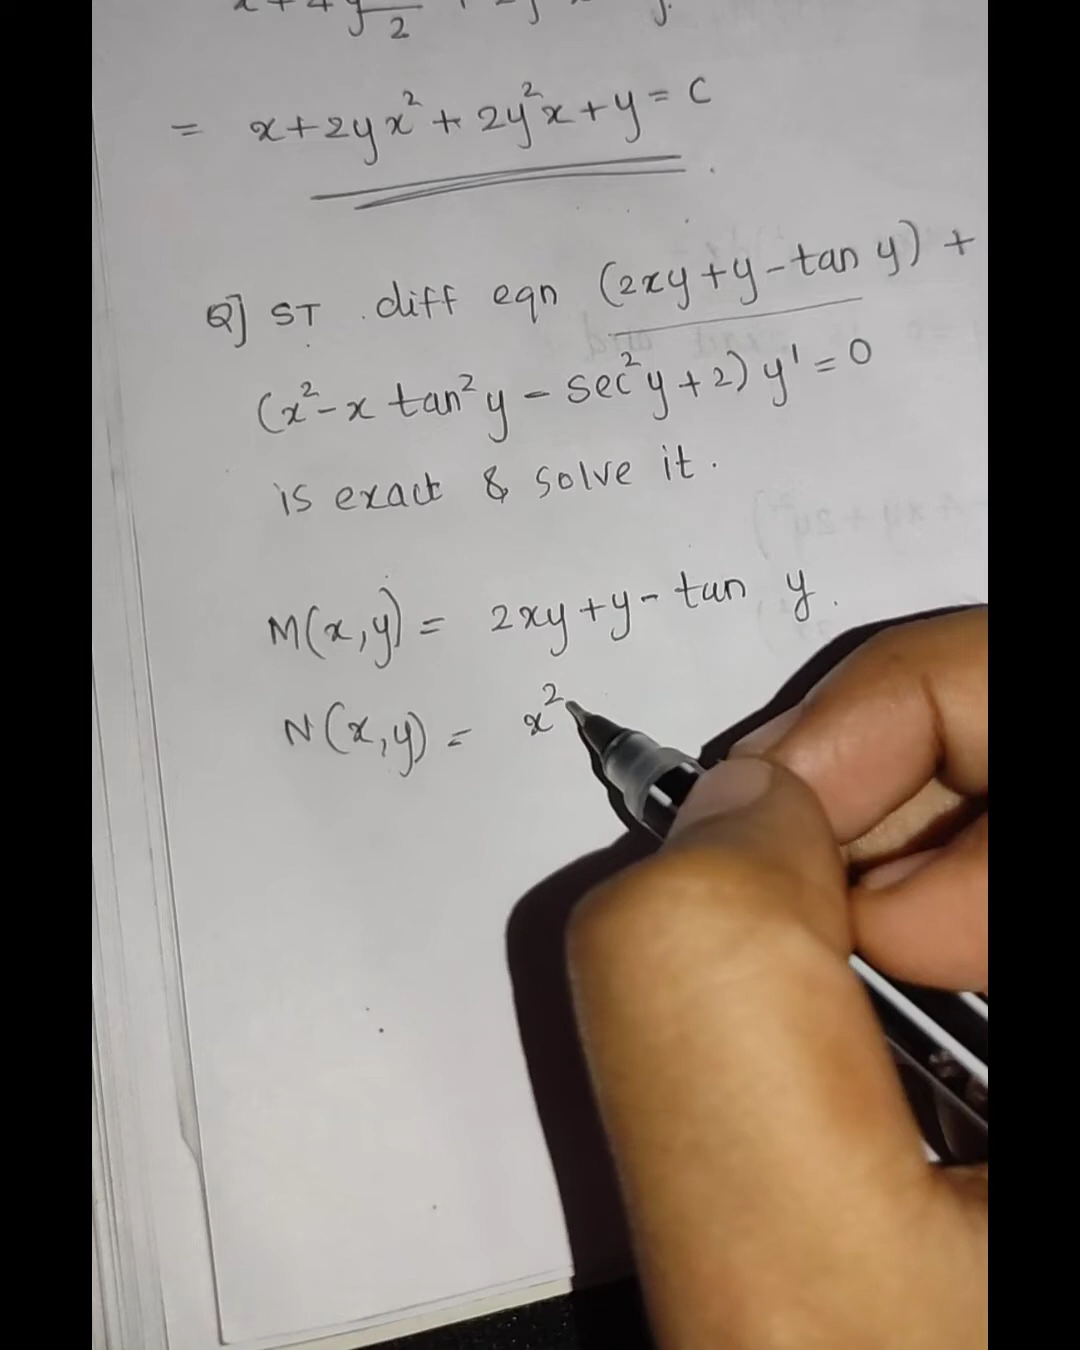 = x+2yx²+2y²x+y = c
Q] ST diff eqn (2xy+y-tan y) +
(x²-x tan²y - sec²y+2) y' = 0
is exact & solve it.
M(x,y) = 2xy+y- tan y.
N(x,y) = x²